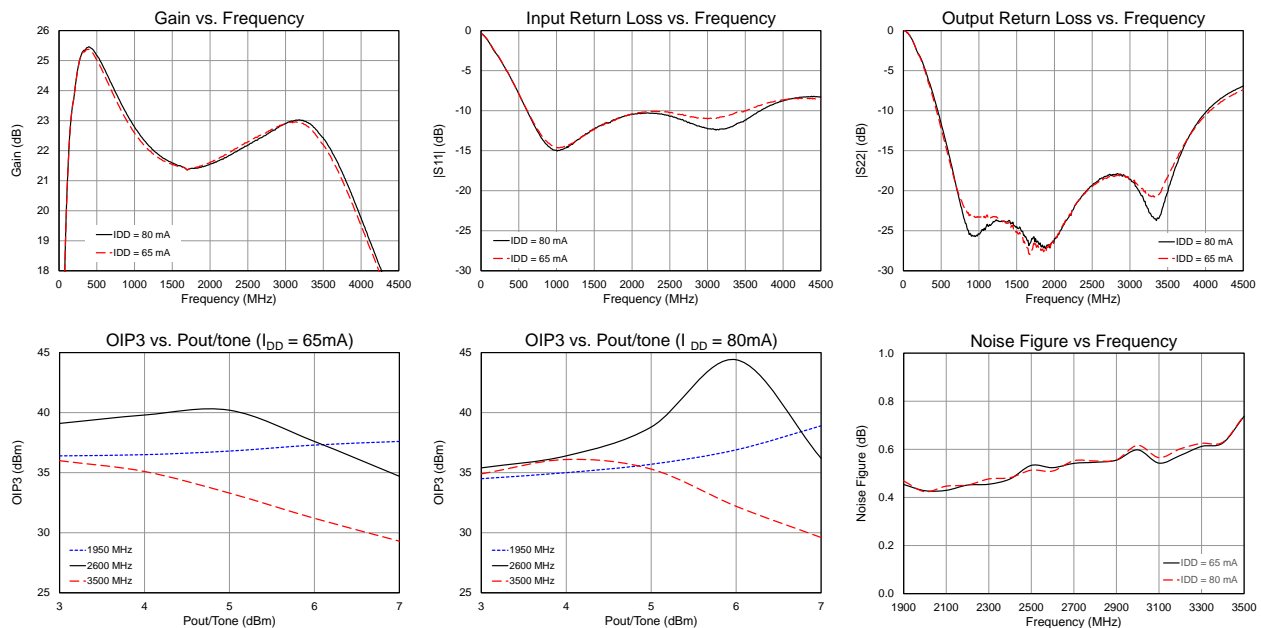 Gain vs. Frequency
26
25
24
23
22
21
20
19
18
Gain (dB)
IDD = 80 mA
IDD = 65 mA
0 500 1000 1500 2000 2500 3000 3500 4000 4500
Frequency (MHz)
Input Return Loss vs. Frequency
0
-5
-10
-15
-20
-25
-30
|S11| (dB)
IDD = 80 mA
IDD = 65 mA
0 500 1000 1500 2000 2500 3000 3500 4000 4500
Frequency (MHz)
Output Return Loss vs. Frequency
0
-5
-10
-15
-20
-25
-30
|S22| (dB)
IDD = 80 mA
IDD = 65 mA
0 500 1000 1500 2000 2500 3000 3500 4000 4500
Frequency (MHz)
OIP3 vs. Pout/tone (IDD = 65mA)
45
40
35
30
25
OIP3 (dBm)
1950 MHz
2600 MHz
3500 MHz
3 4 5 6 7
Pout/Tone (dBm)
OIP3 vs. Pout/tone (I DD = 80mA)
45
40
35
30
25
OIP3 (dBm)
1950 MHz
2600 MHz
3500 MHz
3 4 5 6 7
Pout/Tone (dBm)
Noise Figure vs Frequency
1.0
0.8
0.6
0.4
0.2
0.0
Noise Figure (dB)
IDD = 65 mA
IDD = 80 mA
1900 2100 2300 2500 2700 2900 3100 3300 3500
Frequency (MHz)